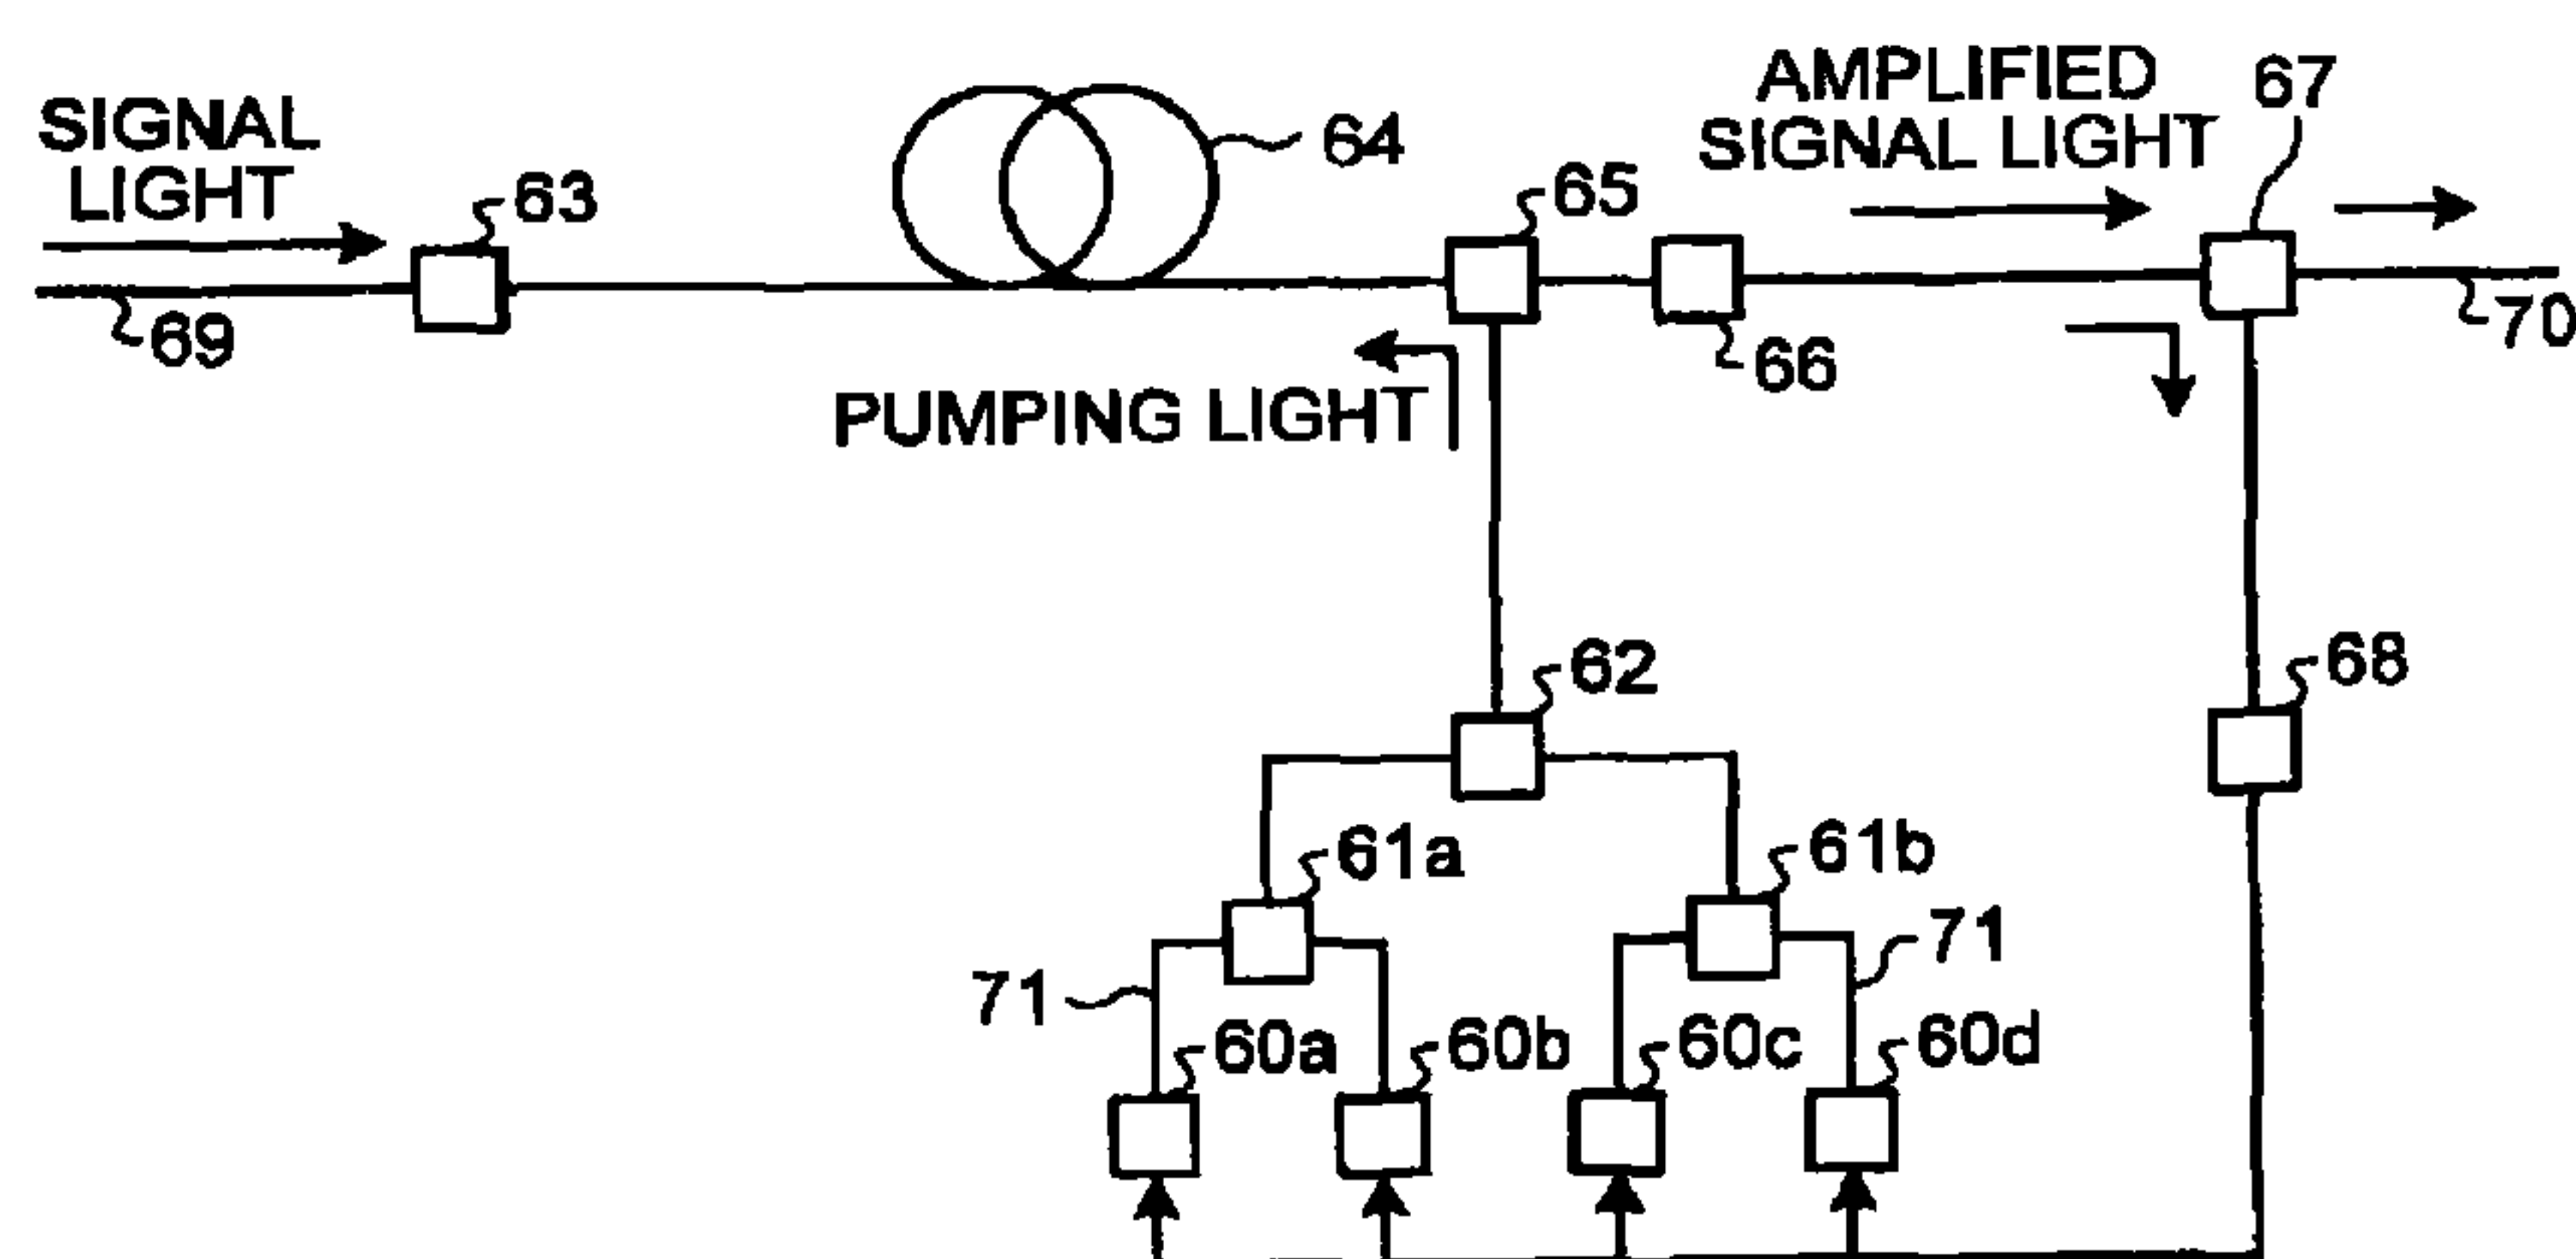 SIGNAL
LIGHT
63
69
64
65
AMPLIFIED
SIGNAL LIGHT
67
66
70
PUMPING LIGHT
62
68
61a
61b
71
71
60a
60b
60c
60d